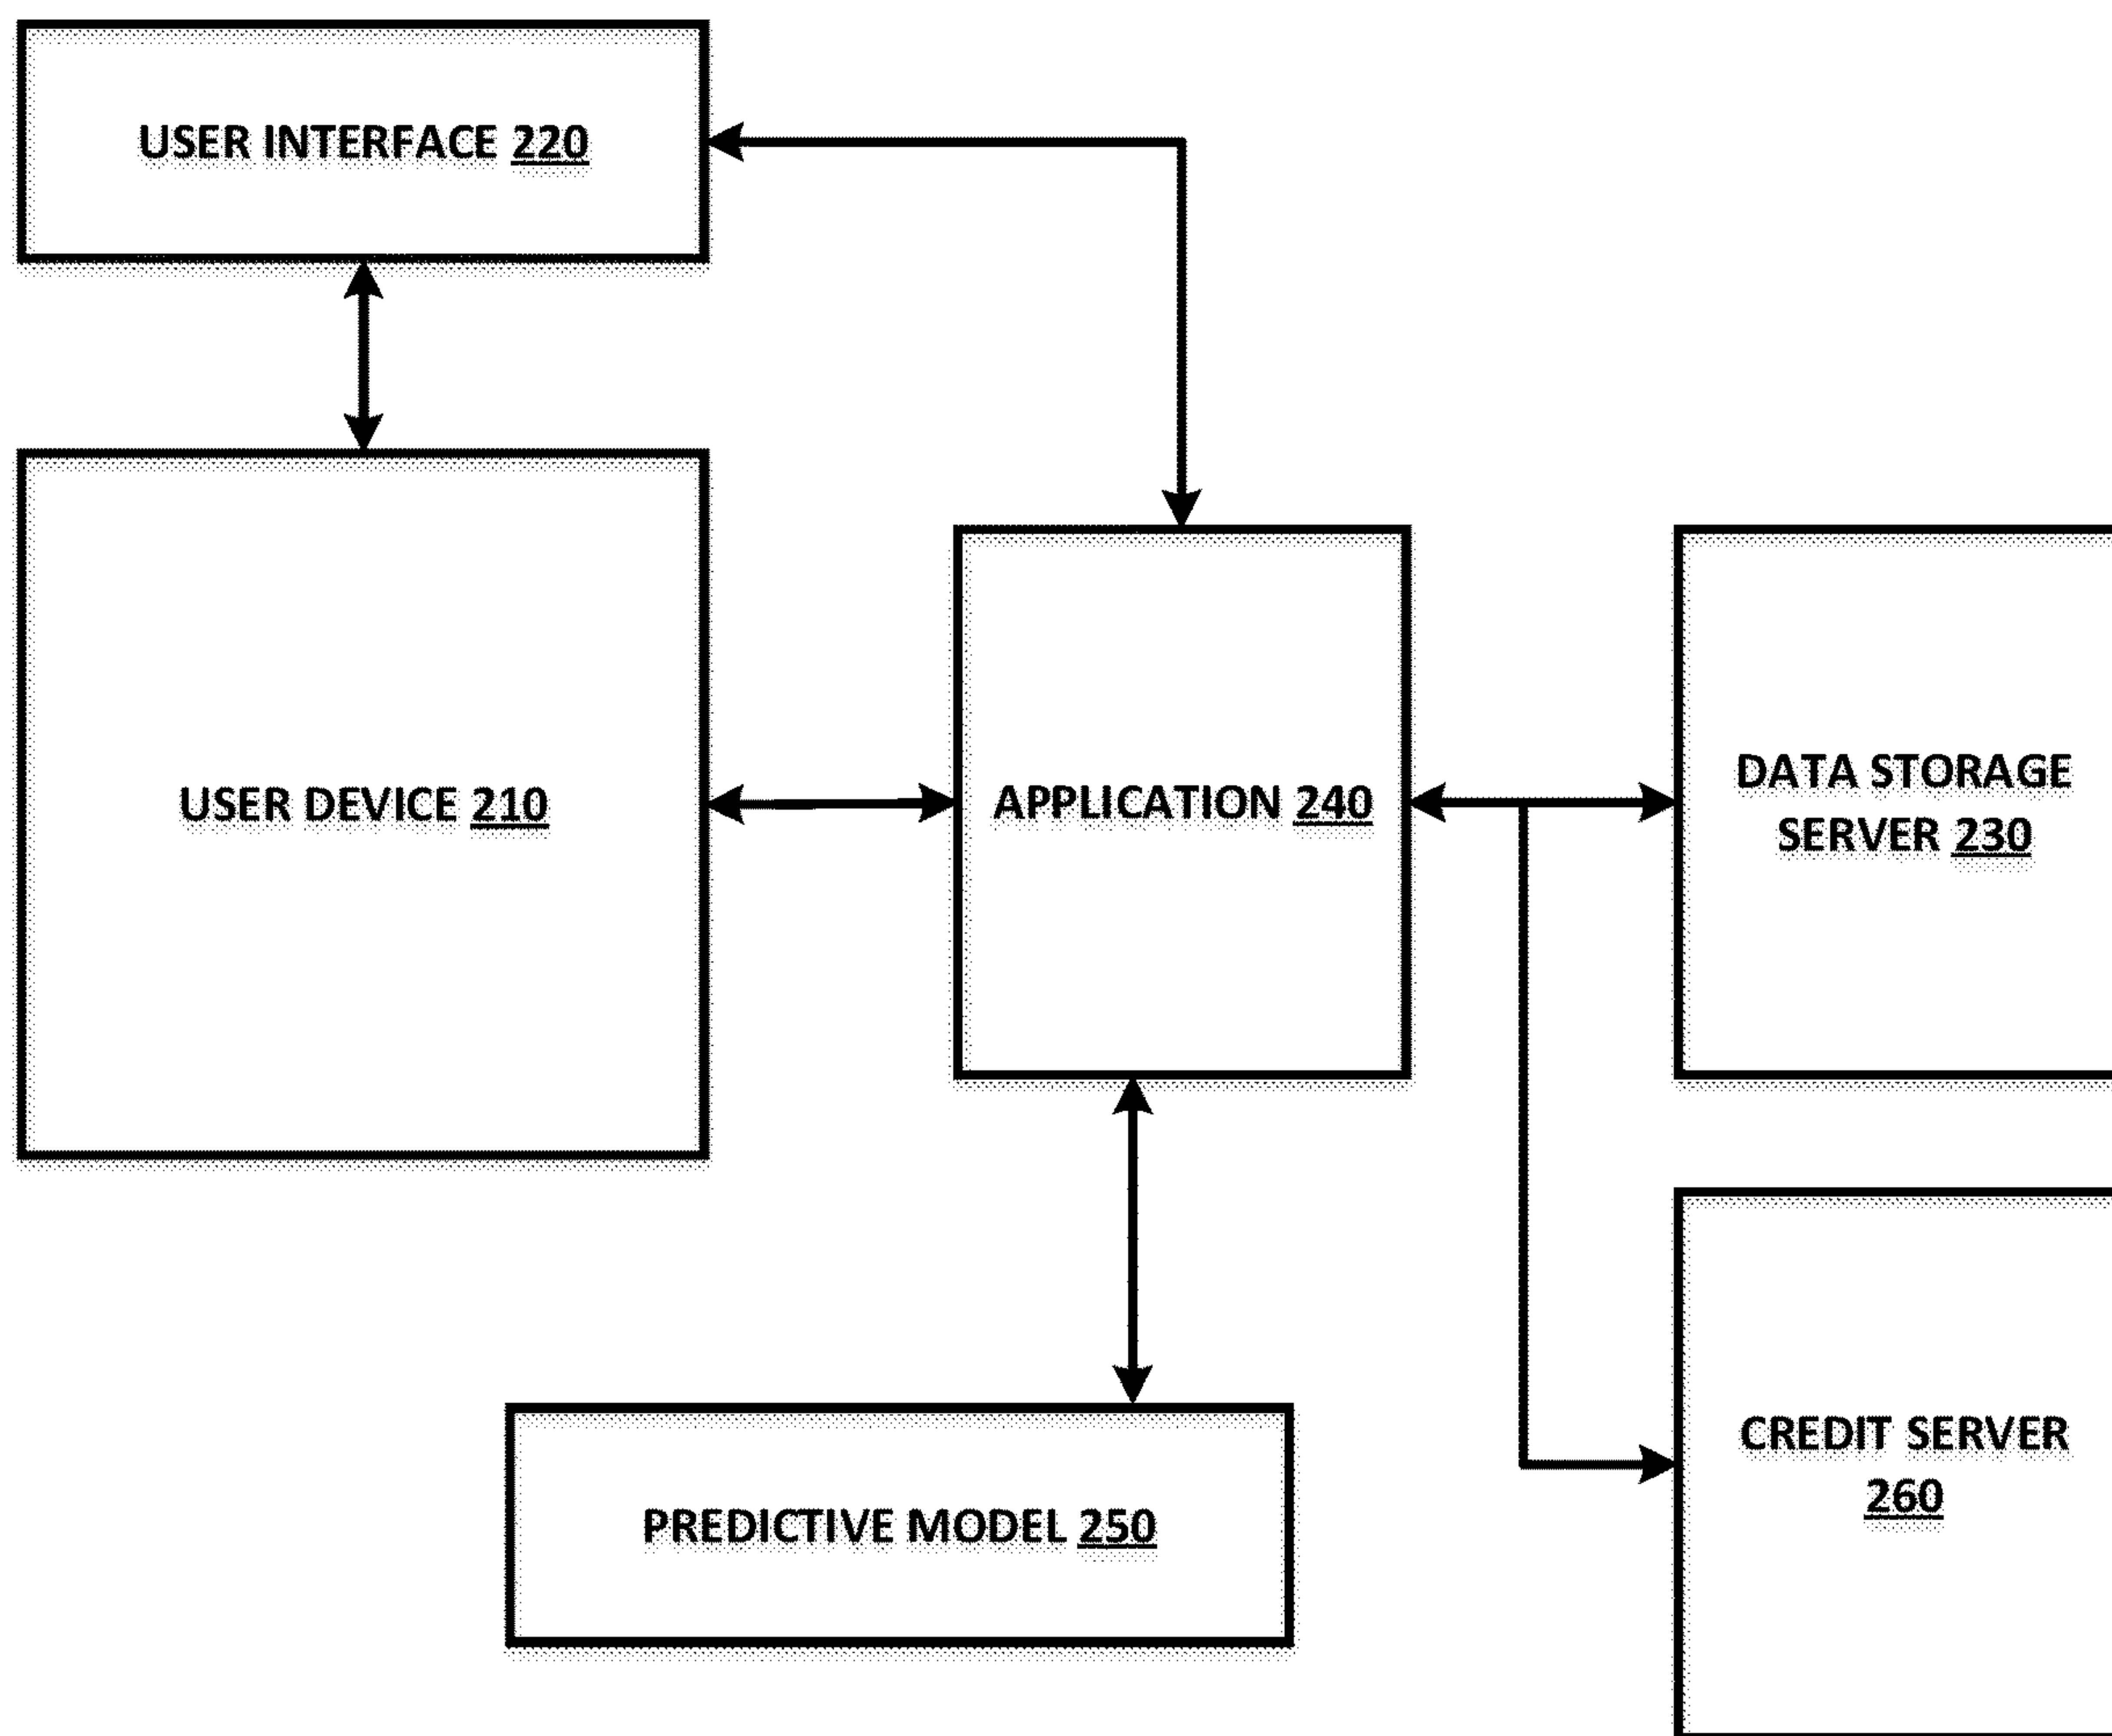 USER INTERFACE 220
USER DEVICE 210
APPLICATION 240
DATA STORAGE
SERVER 230
CREDIT SERVER
260
PREDICTIVE MODEL 250